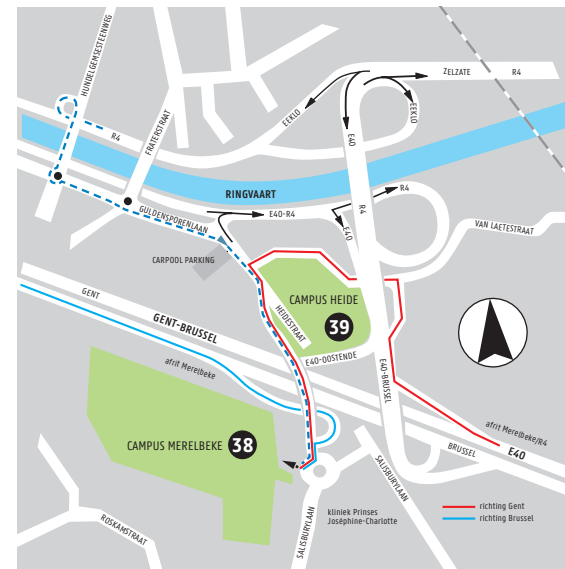 HUNDELGEMSESTEENWEG
ZELZATE
R4
EEKLO
EEKLO
R4
FRATERSTRAAT
E40
RINGVAART
R4
GULDENSPORENLAAN
E40-R4
R4
E40
VAN LAETESTRAAT
CARPOOL PARKING
CAMPUS HEIDE
39
HEIDESTRAAT
GENT
GENT-BRUSSEL
E40-OOSTENDE
E40-BRUSSEL
afrit Merelbeke
afrit Merelbeke/R4
CAMPUS MERELBEKE
38
BRUSSEL
E40
SALISBURYLAAN
ROSKAMSTRAAT
SALISBURYLAAN
kliniek Prinses
Joséphine-Charlotte
richting Gent
richting Brussel